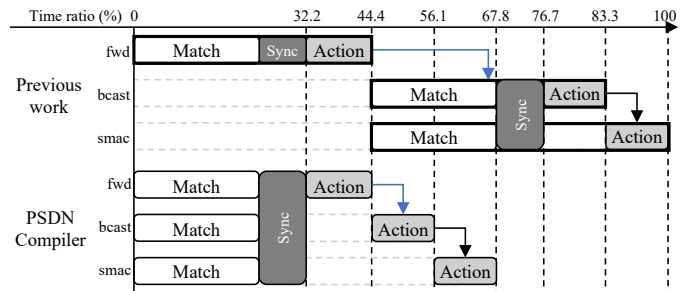 Time ratio (%) 0 32.2 44.4 56.1 67.8 76.7 83.3 100
Previous work
fwd Match Sync Action
bcast Match Sync Action
smac Match Action
PSDN Compiler
fwd Match Sync Action
bcast Match Action
smac Match Action